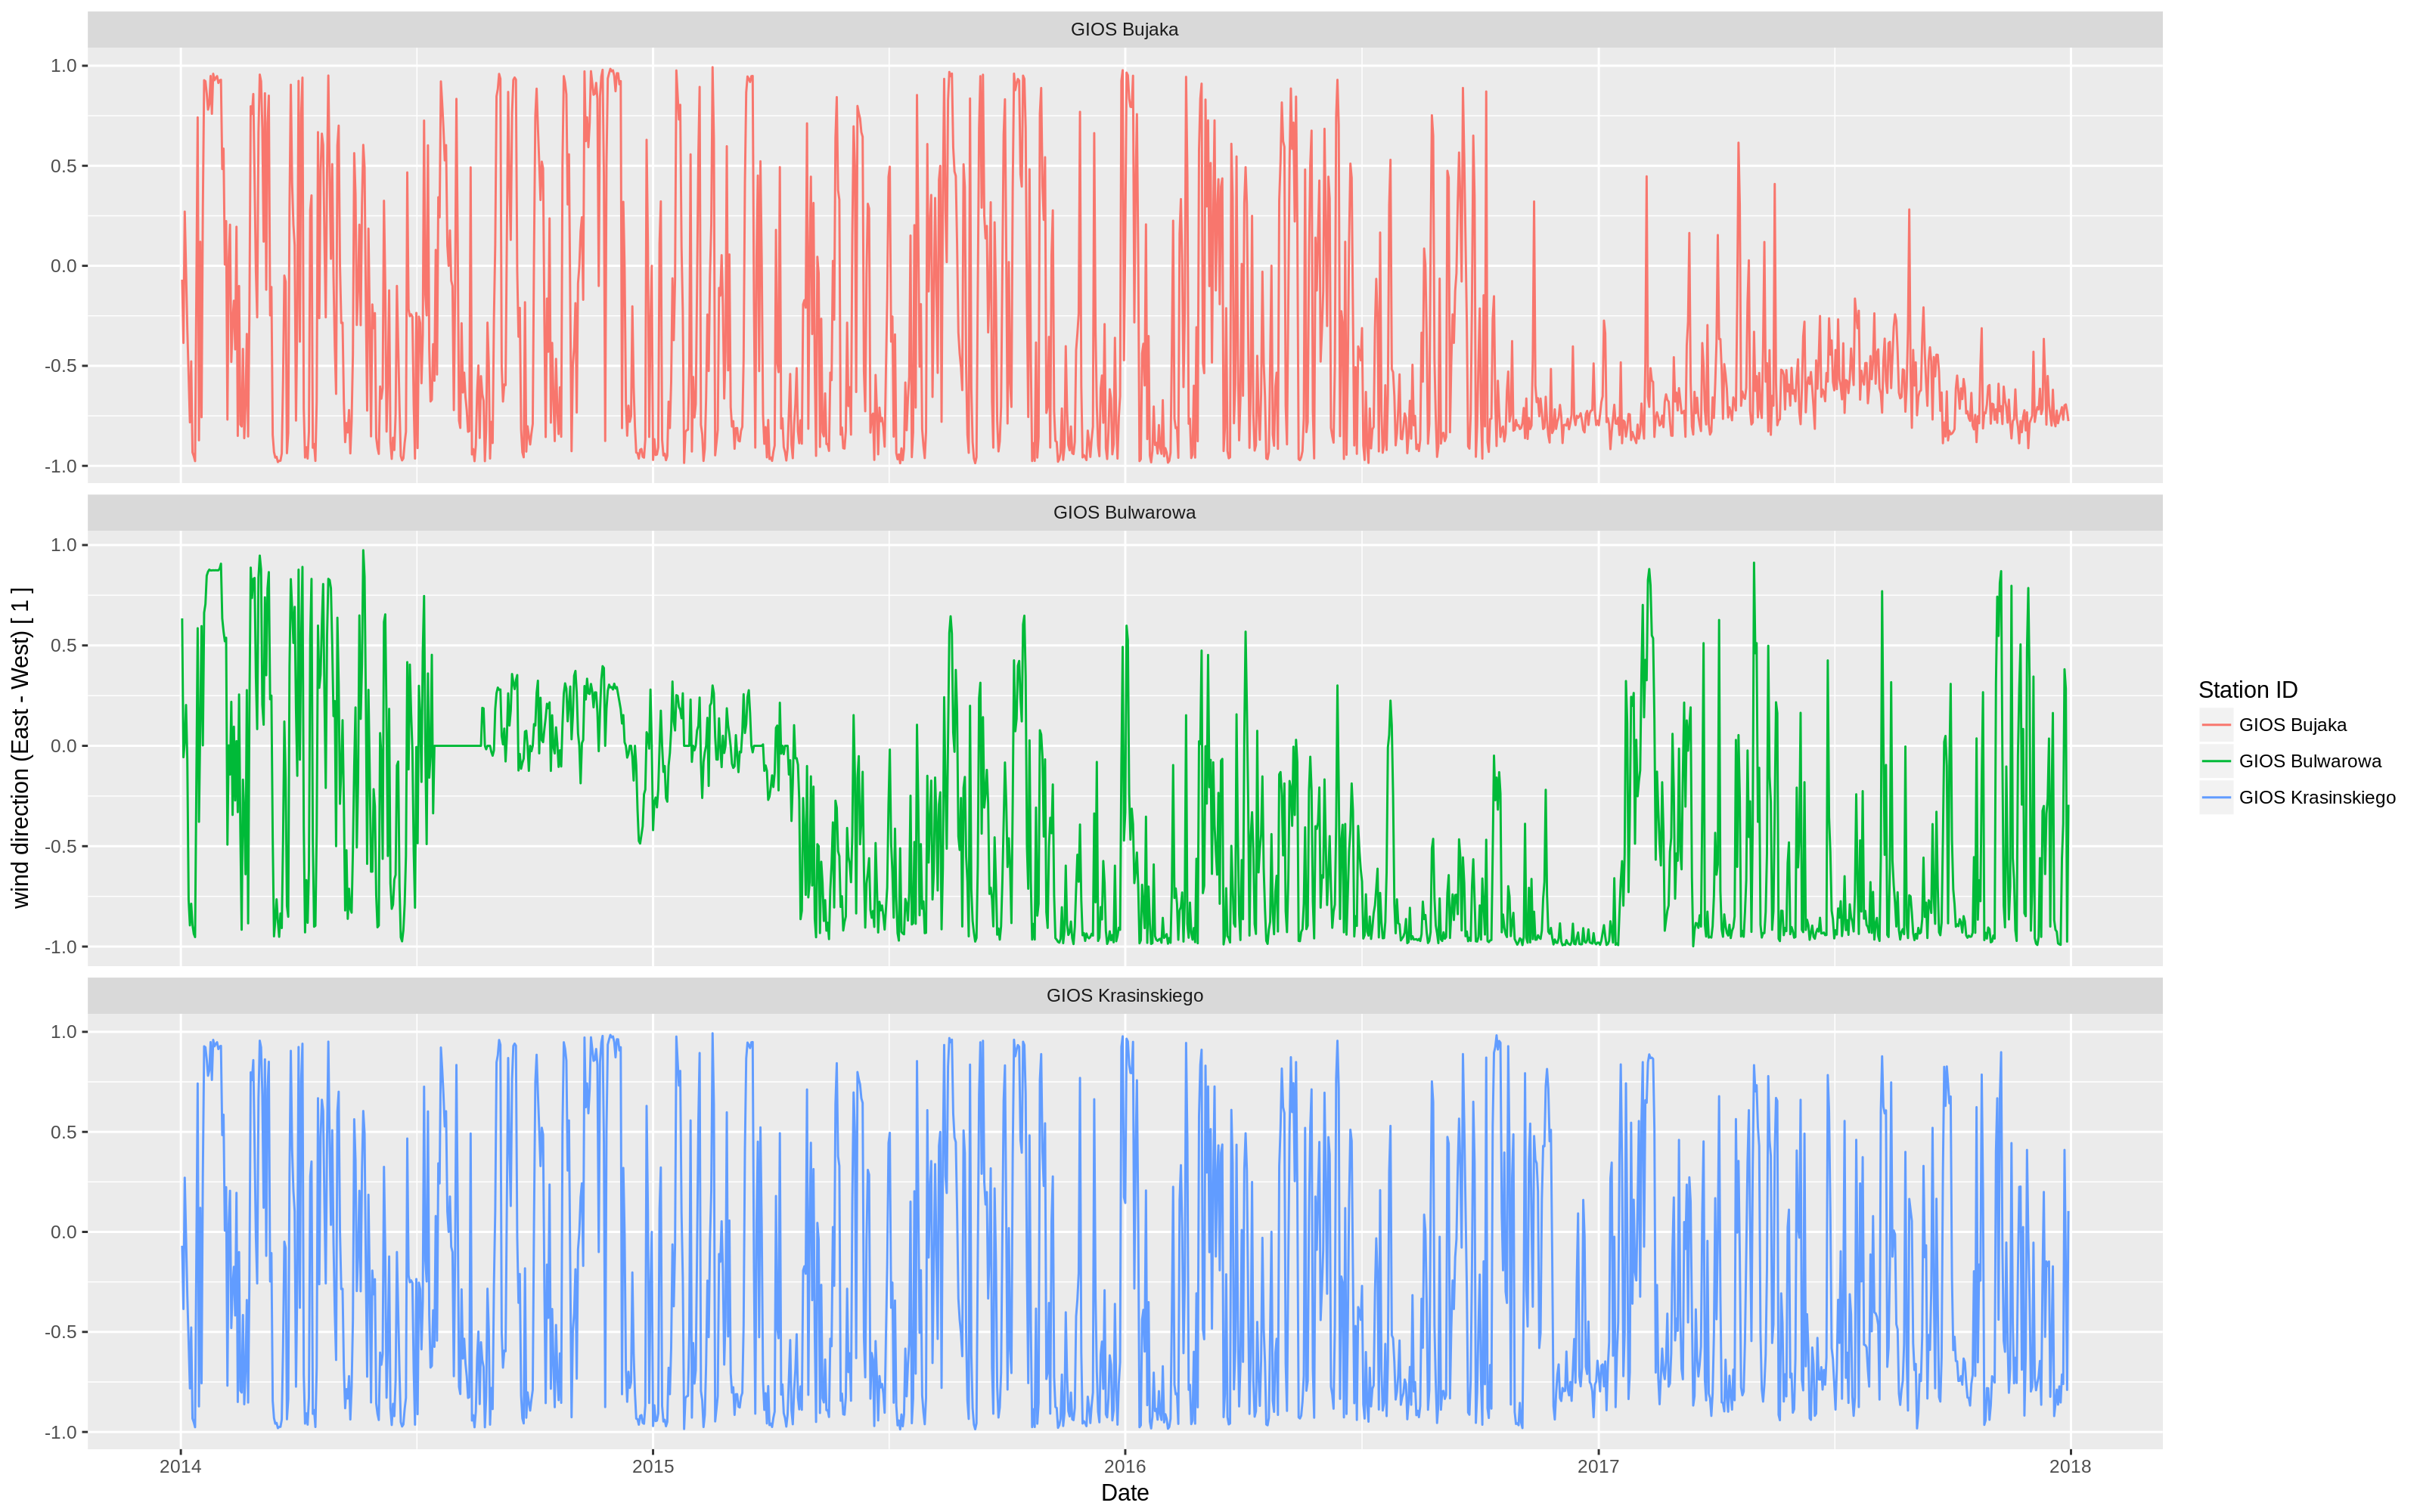 GIOS Bujaka
1.0
0.5
0.0
-0.5
-1.0
GIOS Bulwarowa
1.0
0.5
0.0
-0.5
-1.0
GIOS Krasinskiego
1.0
0.5
0.0
-0.5
-1.0
2014 2015 2016 2017 2018
Date
wind direction (East - West) [ 1 ]
Station ID
GIOS Bujaka
GIOS Bulwarowa
GIOS Krasinskiego